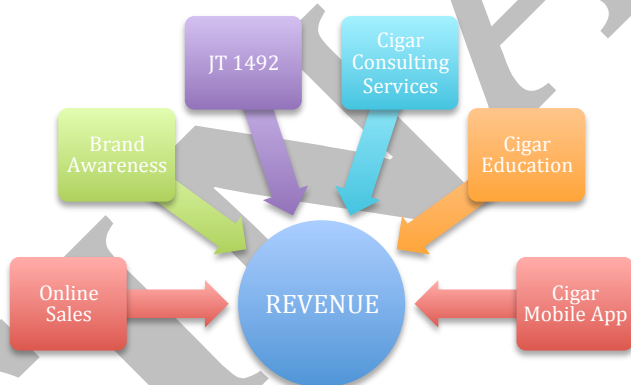 JT 1492
Cigar
Consulting
Services
Brand
Awareness
Cigar
Education
Online
Sales
REVENUE
Cigar
Mobile App